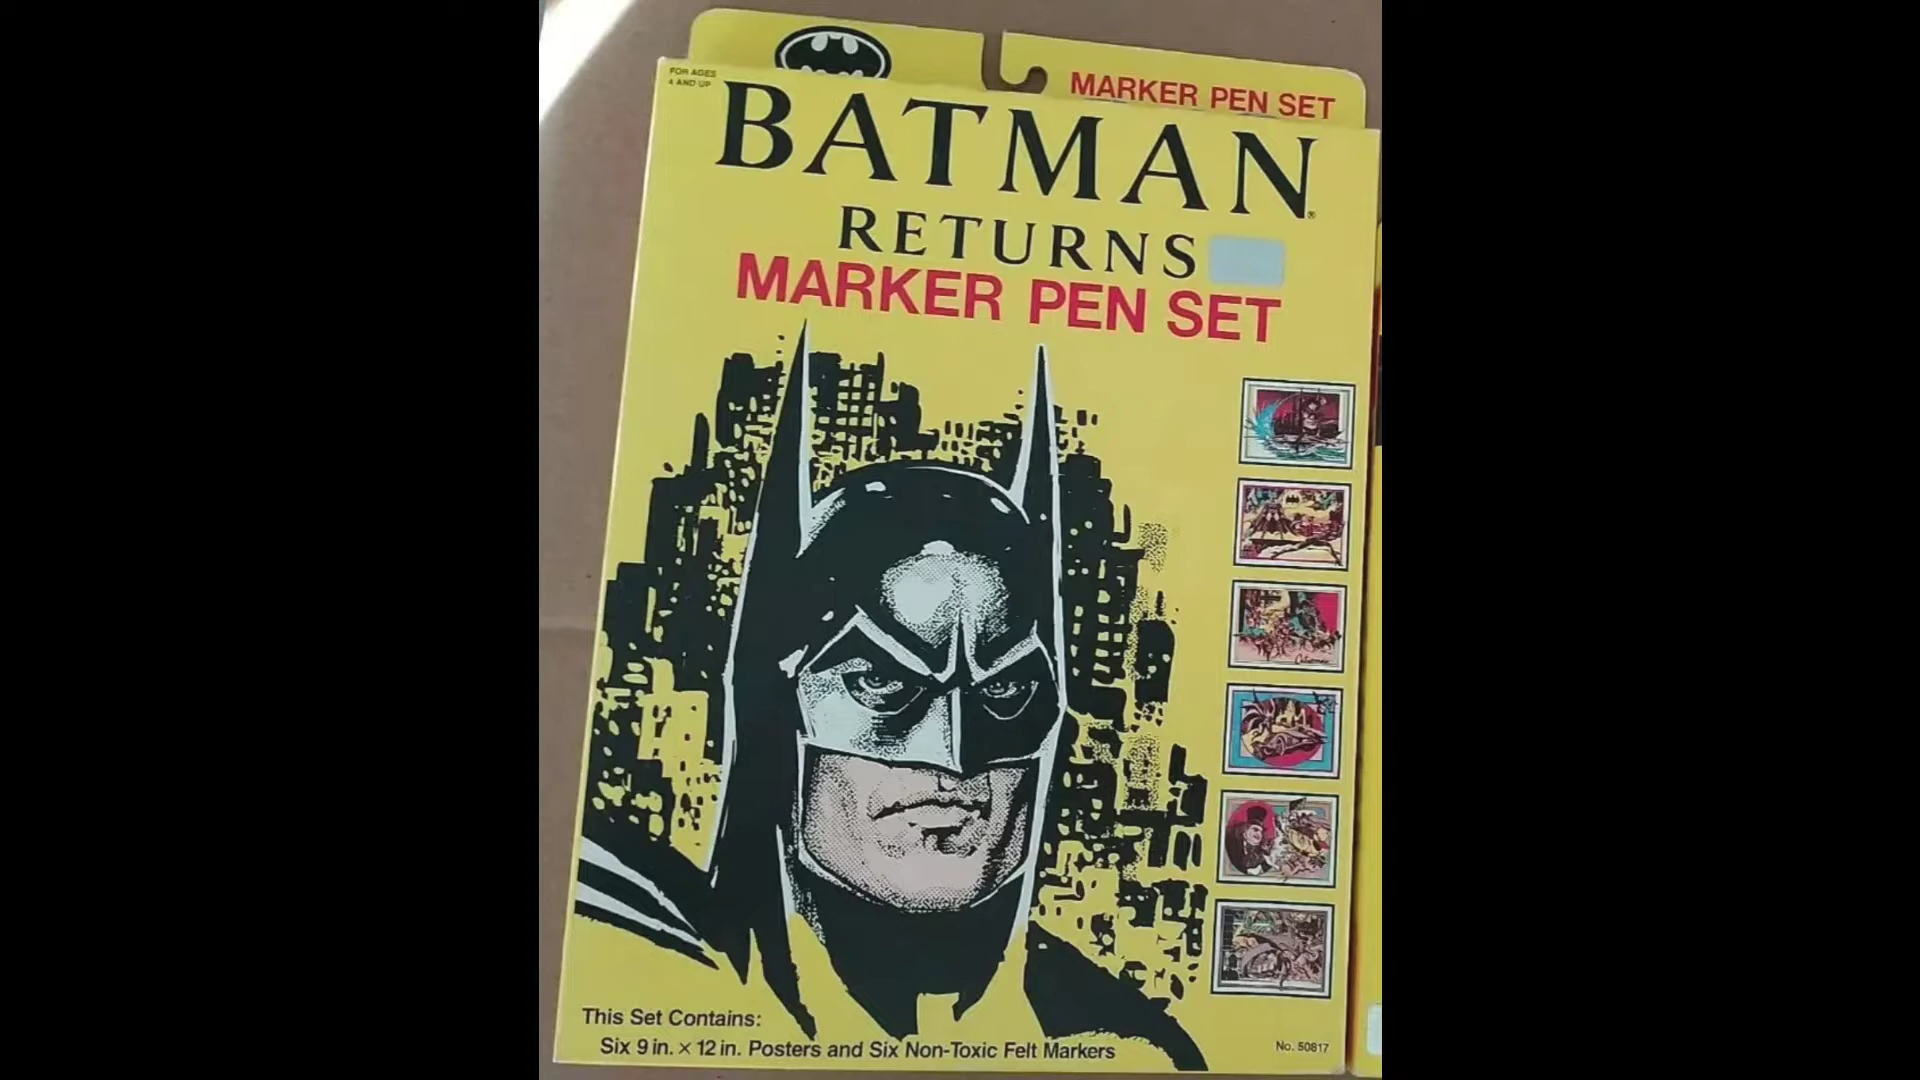 MARKER PEN SET
FOR AGES
4 AND UP
BATMAN®
RETURNS
MARKER PEN SET
Catwoman
This Set Contains:
Six 9 in. × 12 in. Posters and Six Non-Toxic Felt Markers
No. 50817